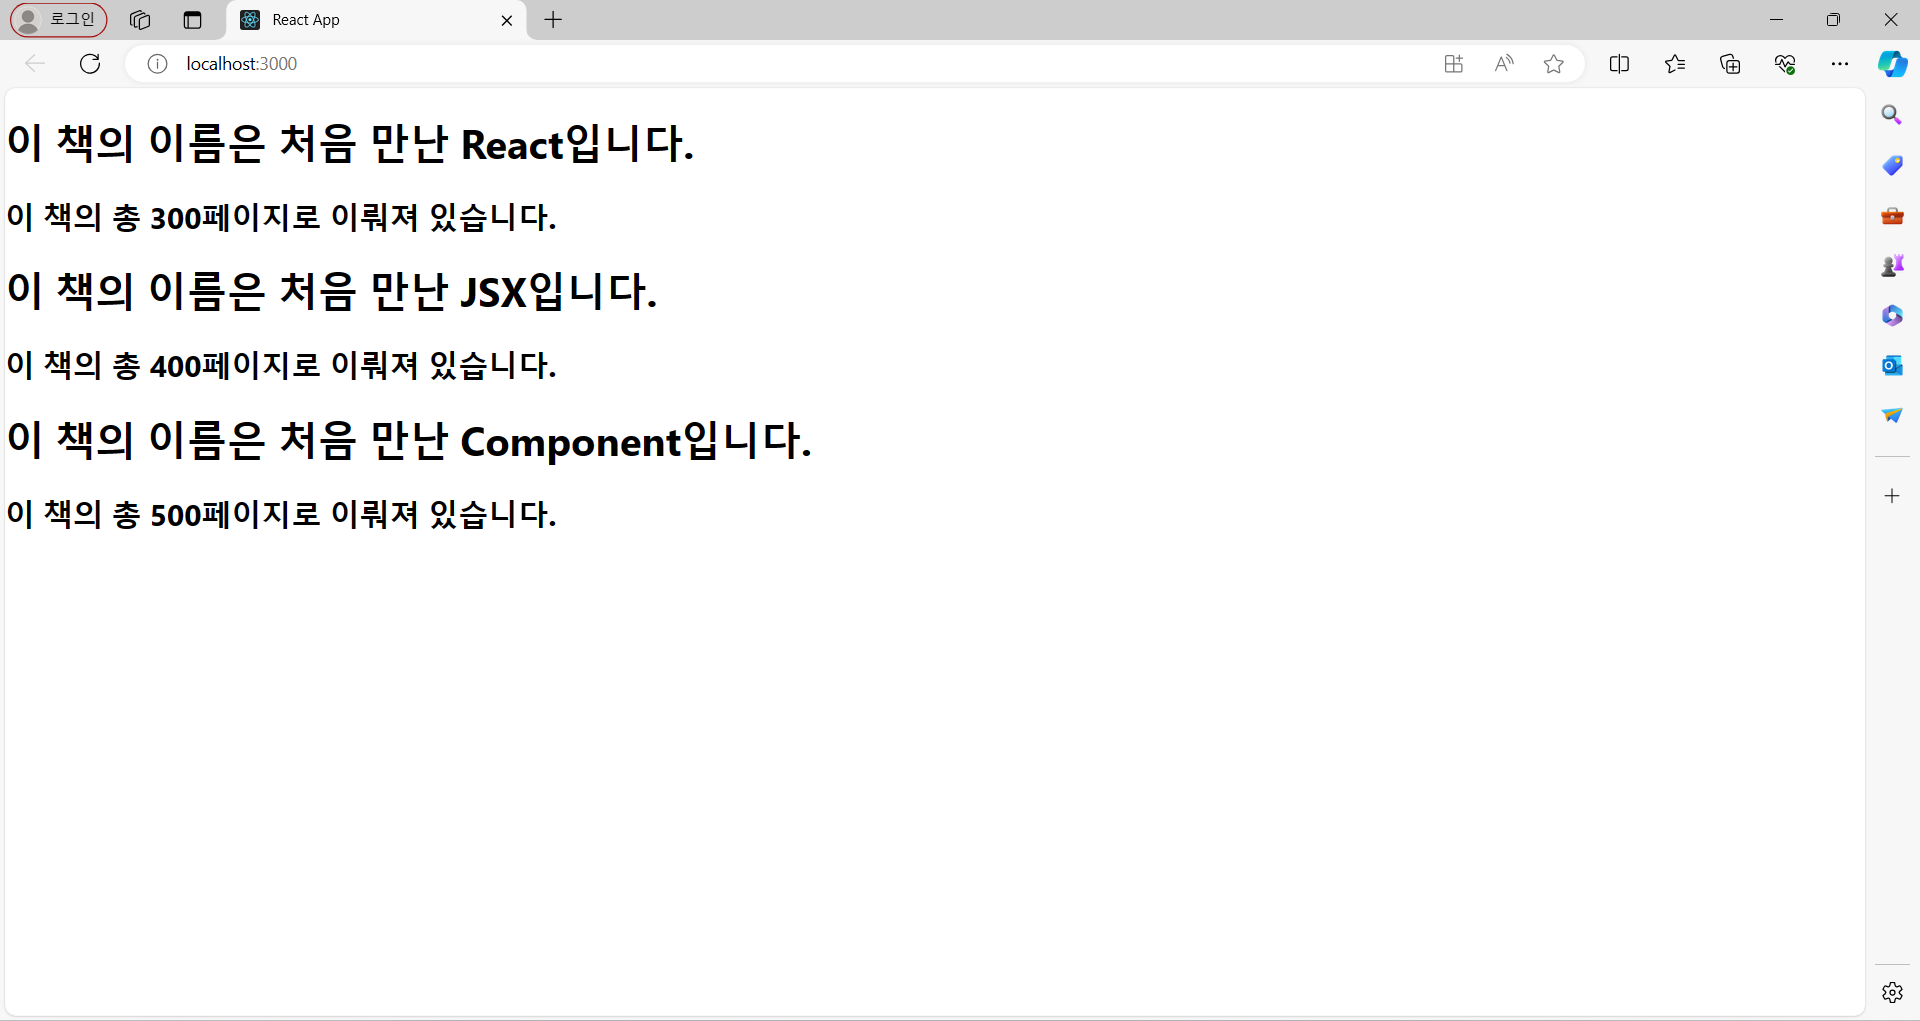 로그인
React App
localhost:3000
이 책의 이름은 처음 만난 React입니다.
이 책의 총 300페이지로 이뤄져 있습니다.
이 책의 이름은 처음 만난 JSX입니다.
이 책의 총 400페이지로 이뤄져 있습니다.
이 책의 이름은 처음 만난 Component입니다.
이 책의 총 500페이지로 이뤄져 있습니다.